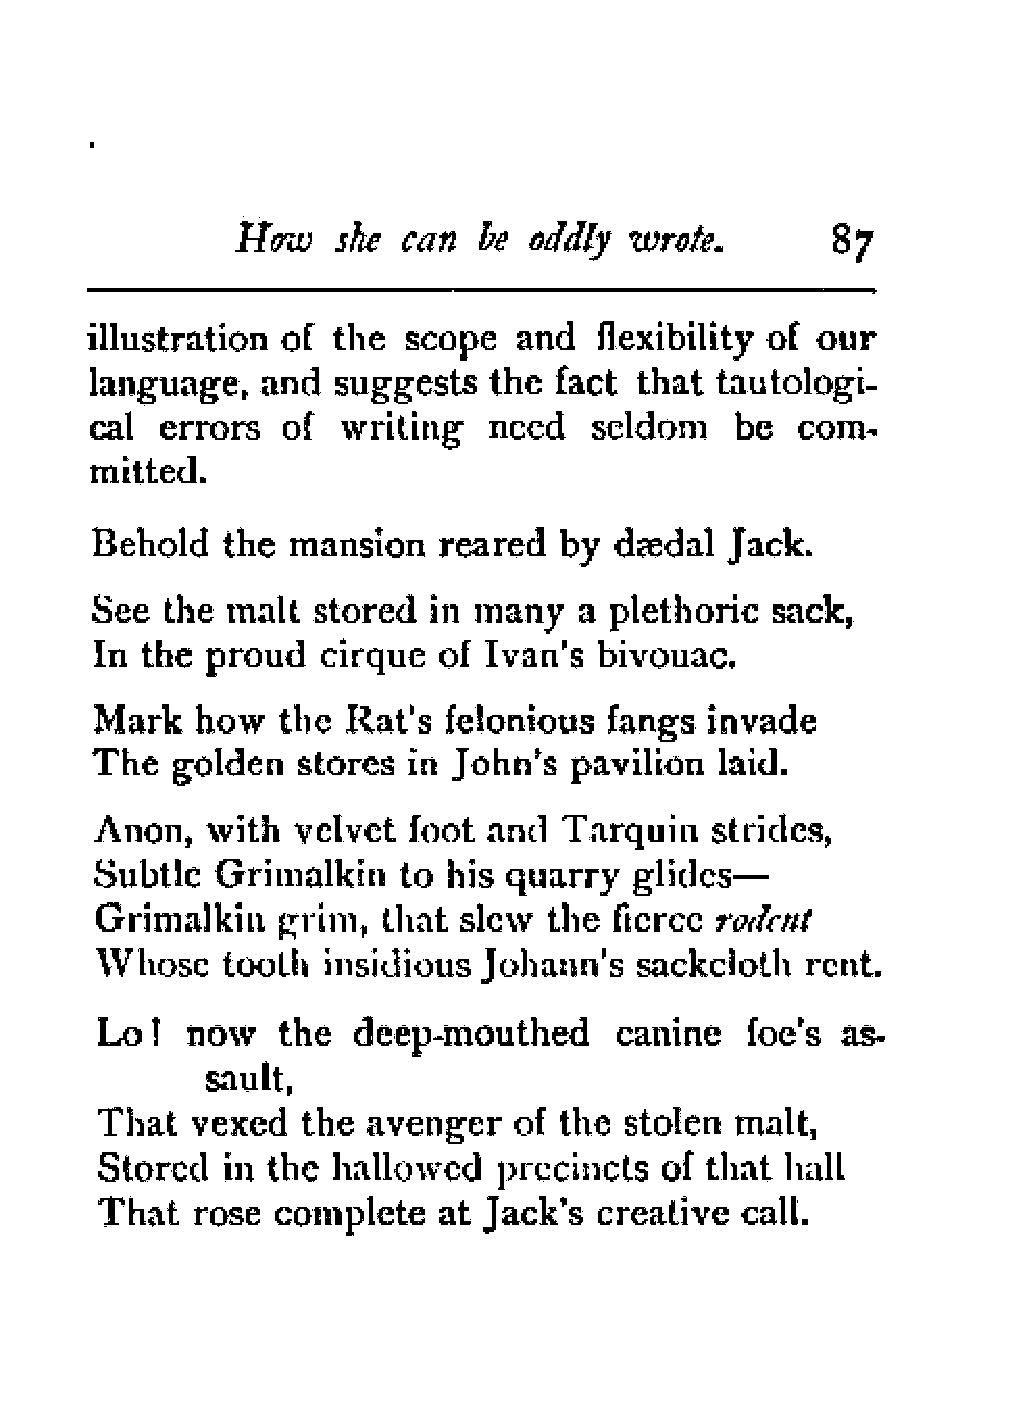 How she can be oddly wrote. 87
illustration of the scope and flexibility of our
language, and suggests the fact that tautologi-
cal errors of writing need seldom be com-
mitted.
Behold the mansion reared by dædal Jack.
See the malt stored in many a plethoric sack,
In the proud cirque of Ivan's bivouac.
Mark how the Rat's felonious fangs invade
The golden stores in John's pavilion laid.
Anon, with velvet foot and Tarquin strides,
Subtle Grimalkin to his quarry glides—
Grimalkin grim, that slew the fierce rodent
Whose tooth insidious Johann's sackcloth rent.
Lo! now the deep-mouthed canine foe's as-
sault,
That vexed the avenger of the stolen malt,
Stored in the hallowed precincts of that hall
That rose complete at Jack's creative call.